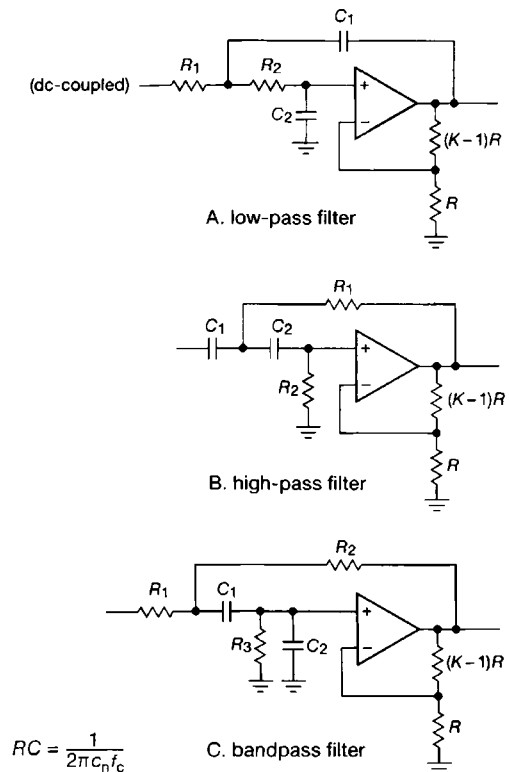 C₁
R₁
R₂
(dc-coupled)
+
C₂
−
(K − 1)R
R
A. low-pass filter
R₁
C₁
C₂
+
R₂
−
(K − 1)R
R
B. high-pass filter
R₂
R₁
C₁
+
R₃
C₂
−
(K − 1)R
R
RC = 1/(2πcₙf꜀)
C. bandpass filter